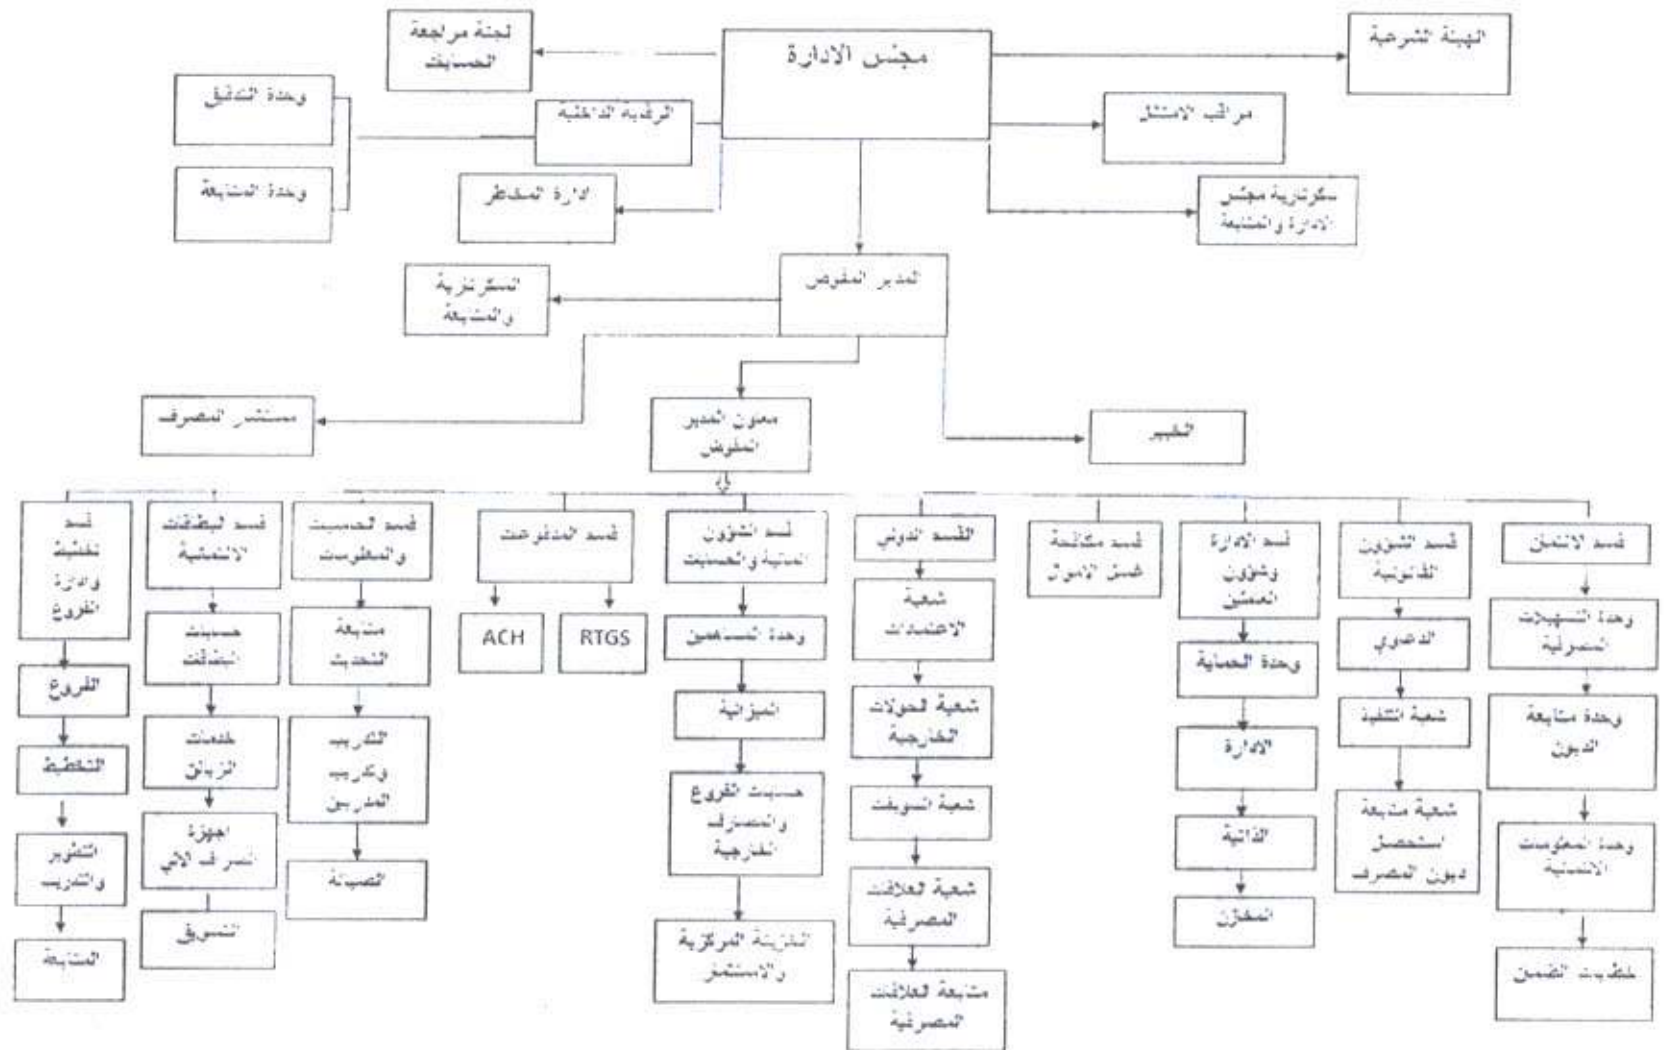 مجلس الادارة
الهيئة الشرعية
لجنة مراجعة
الحسابات
مراقب الامتثال
الرقابة الداخلية
وحدة التدقيق
وحدة المتابعة
ادارة المخاطر
سكرتارية مجلس
الادارة والمتابعة
المدير المفوض
السكرتارية
والمتابعة
مستشار المصرف
معاون المدير
المفوض
الخبير
قسم الائتمان
وحدة التسهيلات
المصرفية
وحدة متابعة
الديون
وحدة المعلومات
الائتمانية
خطابات الضمان
قسم الشؤون
القانونية
الدعاوي
شعبة التنفيذ
شعبة متابعة
استحصال
ديون المصرف
قسم الادارة
وشؤون
العاملين
وحدة الحماية
الادارة
الذاتية
المخازن
قسم مكافحة
غسل الاموال
القسم الدولي
شعبة
الاعتمادات
شعبة الحولات
الخارجية
شعبة السويفت
شعبة العلاقات
المصرفية
متابعة العلاقات
المصرفية
قسم الشؤون
المالية والحسابات
وحدة المساهمين
الميزانية
حسابات الفروع
والمصارف
الخارجية
الخزينة المركزية
والاستثمار
قسم المدفوعات
RTGS
ACH
قسم الحاسبات
والمعلومات
متابعة
التحديث
التدريب
وتدريب
المدربين
الصيانة
قسم البطاقات
الائتمانية
حسابات
البطاقات
خدمات
الزبائن
اجهزة
الصراف الالي
التسويق
قسم
تخطيط
وادارة
الفروع
الفروع
التخطيط
التطوير
والتدريب
المتابعة